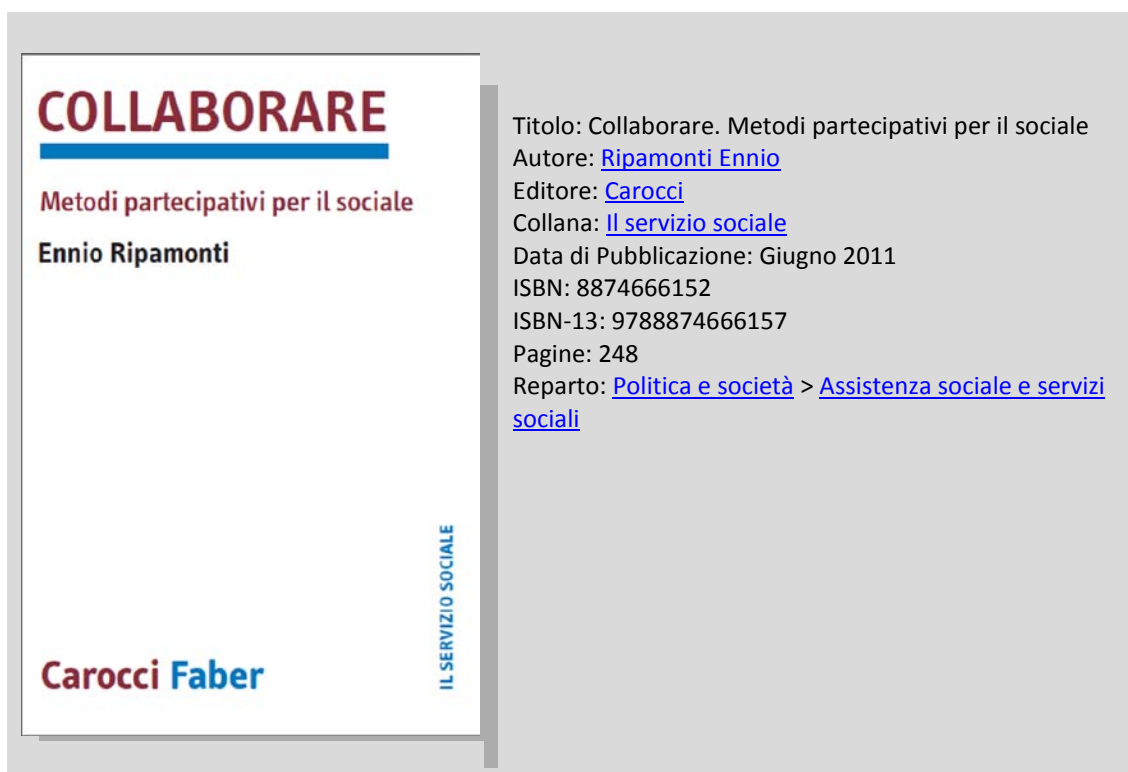 COLLABORARE
Metodi partecipativi per il sociale
Ennio Ripamonti
IL SERVIZIO SOCIALE
Carocci Faber
Titolo: Collaborare. Metodi partecipativi per il sociale
Autore: Ripamonti Ennio
Editore: Carocci
Collana: Il servizio sociale
Data di Pubblicazione: Giugno 2011
ISBN: 8874666152
ISBN-13: 9788874666157
Pagine: 248
Reparto: Politica e società > Assistenza sociale e servizi
sociali